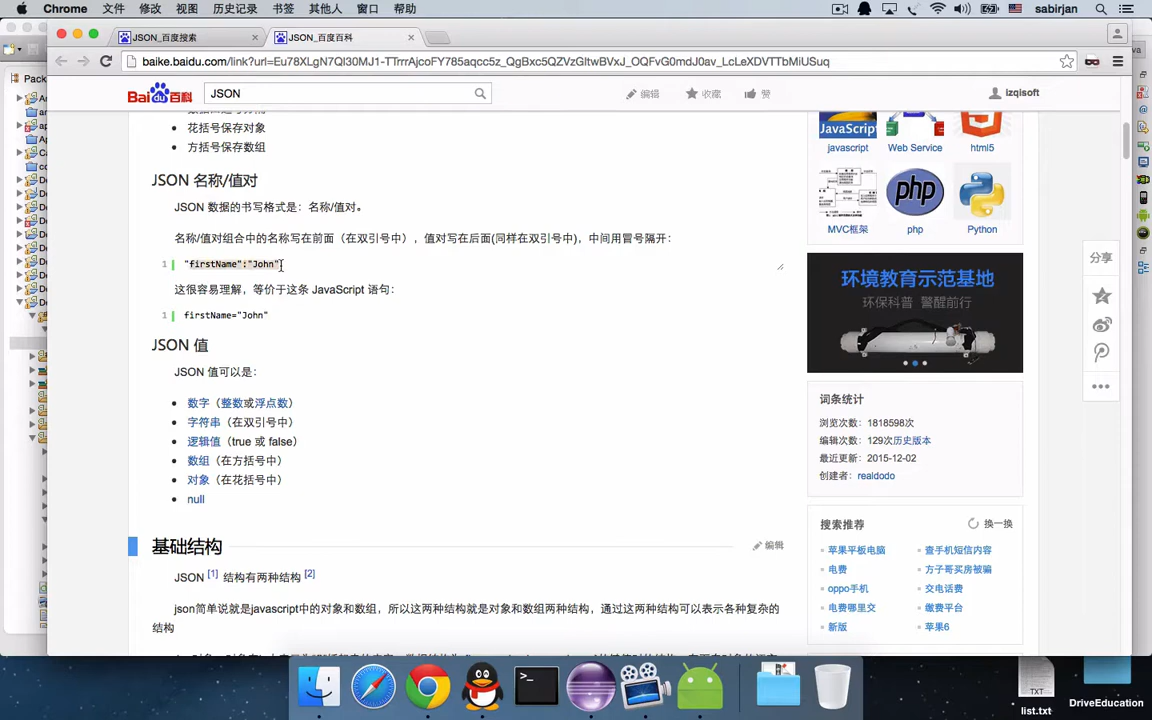 Chrome 文件 修改 视图 历史记录 书签 其他人 窗口 帮助 sabirjan
JSON_百度搜索 JSON_百度百科
baike.baidu.com/link?url=Eu78XLgN7QI30MJ1-TTrrrAjcoFY785aqcc5z_QgBxc5QZVzGltwBVxJ_OQFvG0mdJ0av_LcLeXDVTTbMiUSuq
Bai百科 JSON 编辑 收藏 赞 izqisoft
花括号保存对象
方括号保存数组
JSON 名称/值对
JSON 数据的书写格式是：名称/值对。
名称/值对组合中的名称写在前面（在双引号中），值对写在后面(同样在双引号中)，中间用冒号隔开：
1 "firstName":"John"
这很容易理解，等价于这条 JavaScript 语句：
1 firstName="John"
JSON 值
JSON 值可以是：
数字（整数或浮点数）
字符串（在双引号中）
逻辑值（true 或 false）
数组（在方括号中）
对象（在花括号中）
null
基础结构 编辑
JSON [1] 结构有两种结构 [2]
json简单说就是javascript中的对象和数组，所以这两种结构就是对象和数组两种结构，通过这两种结构可以表示各种复杂的
结构
JavaScript
javascript Web Service html5
php
MVC框架 php Python
环境教育示范基地
环保科普 警醒前行
分享
词条统计
浏览次数：1818598次
编辑次数：129次历史版本
最近更新：2015-12-02
创建者：realdodo
搜索推荐 换一换
苹果平板电脑 查手机短信内容
电费 方子哥买房被骗
oppo手机 交电话费
电费哪里交 缴费平台
新版 苹果6
Pack
TXT
list.txt
DriveEducation